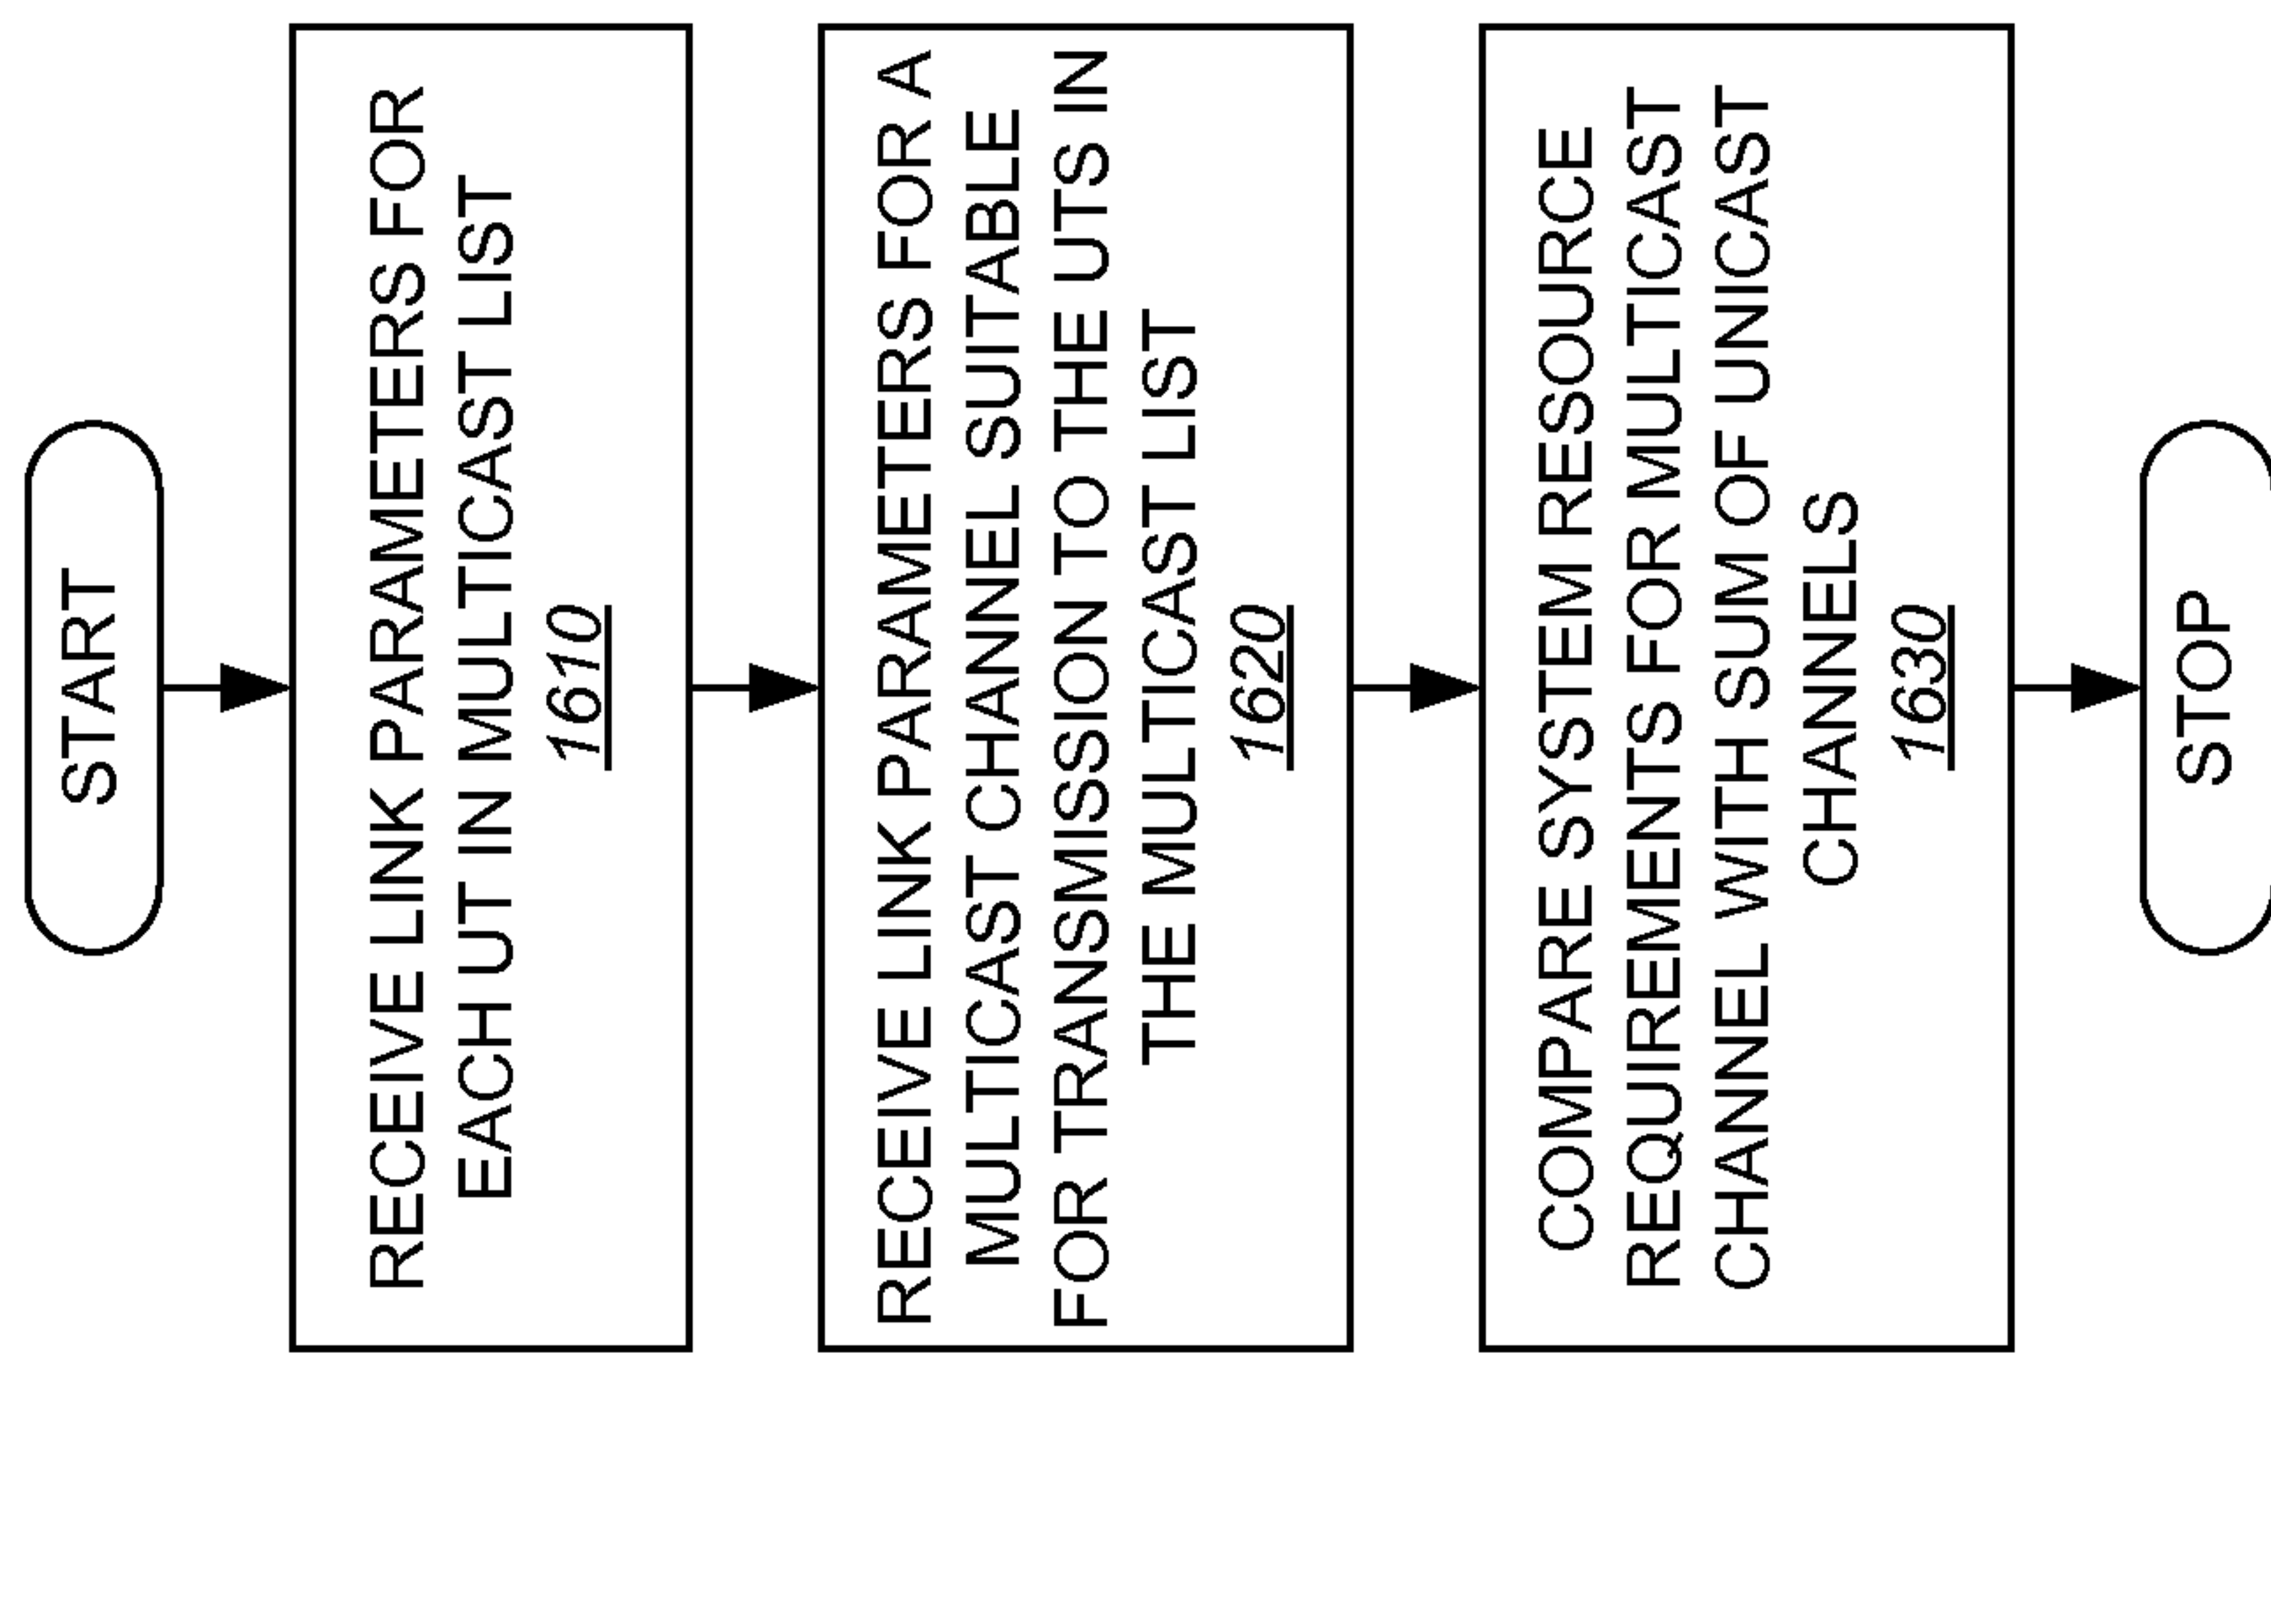 START
RECEIVE LINK PARAMETERS FOR
EACH UT IN MULTICAST LIST
1610
RECEIVE LINK PARAMETERS FOR A
MULTICAST CHANNEL SUITABLE
FOR TRANSMISSION TO THE UTS IN
THE MULTICAST LIST
1620
COMPARE SYSTEM RESOURCE
REQUIREMENTS FOR MULTICAST
CHANNEL WITH SUM OF UNICAST
CHANNELS
1630
STOP